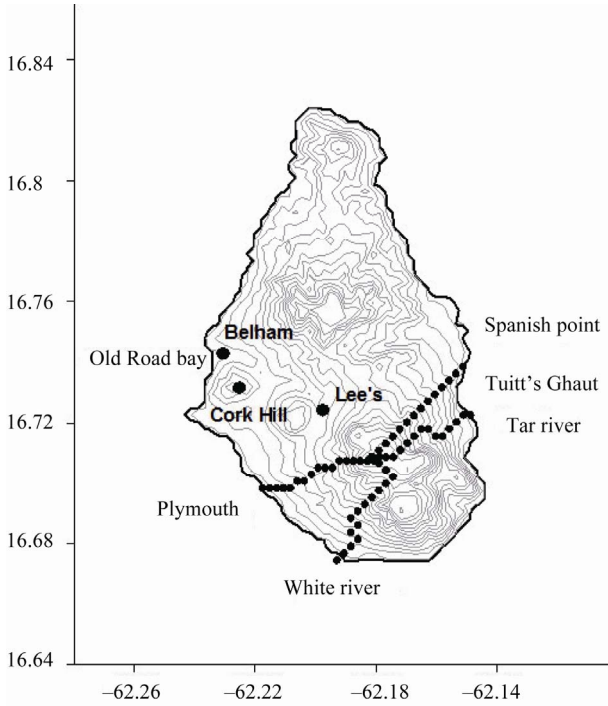 16.84
16.8
16.76
Spanish point
Belham
Old Road bay
Tuitt's Ghaut
Lee's
16.72
Cork Hill
Tar river
Plymouth
16.68
White river
16.64
–62.26 –62.22 –62.18 –62.14